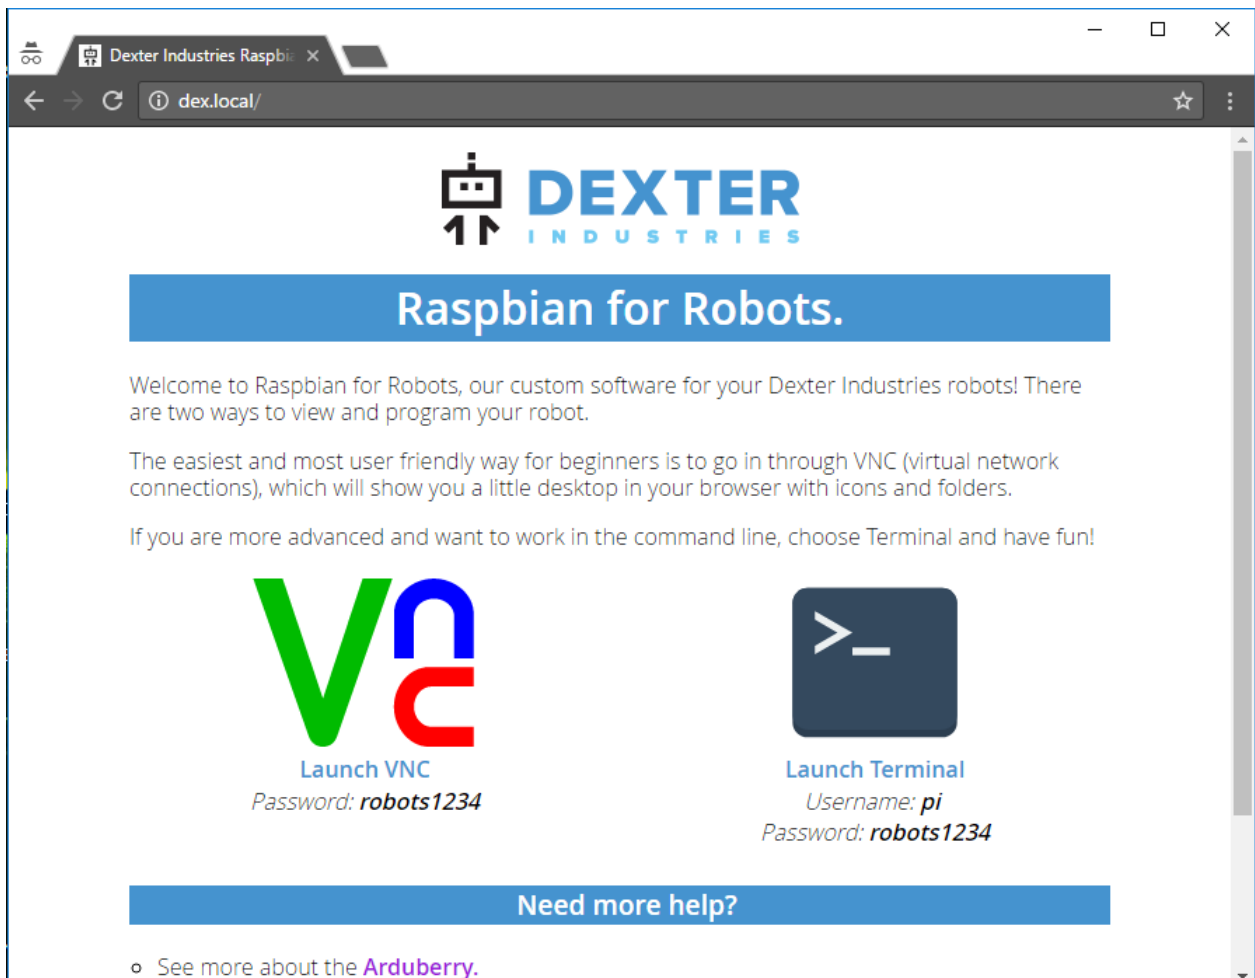 Dexter Industries Raspbia
dex.local/
DEXTER
INDUSTRIES
Raspbian for Robots.
Welcome to Raspbian for Robots, our custom software for your Dexter Industries robots! There
are two ways to view and program your robot.
The easiest and most user friendly way for beginners is to go in through VNC (virtual network
connections), which will show you a little desktop in your browser with icons and folders.
If you are more advanced and want to work in the command line, choose Terminal and have fun!
Vnc
>_
Launch VNC
Launch Terminal
Password: robots1234
Username: pi
Password: robots1234
Need more help?
See more about the Arduberry.